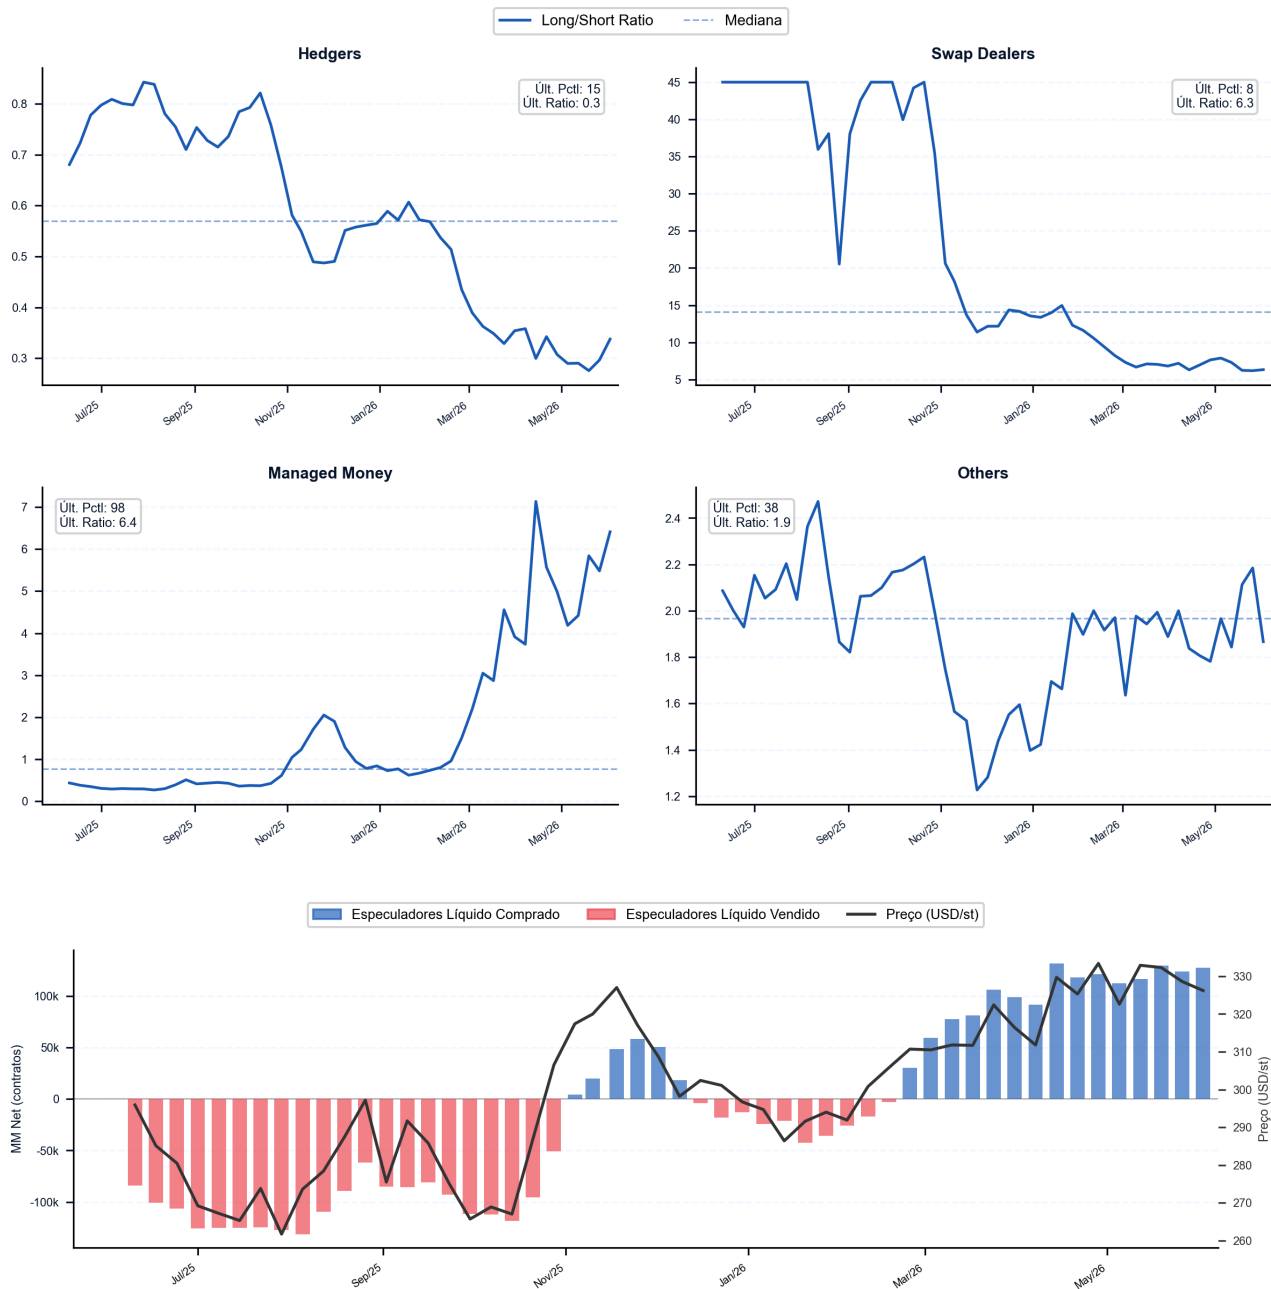 Long/Short Ratio   Mediana
Hedgers
Últ. Pctl: 15
Últ. Ratio: 0.3
0.8
0.7
0.6
0.5
0.4
0.3
Jul/25 Sep/25 Nov/25 Jan/26 Mar/26 May/26
Swap Dealers
Últ. Pctl: 8
Últ. Ratio: 6.3
45
40
35
30
25
20
15
10
5
Jul/25 Sep/25 Nov/25 Jan/26 Mar/26 May/26
Managed Money
Últ. Pctl: 98
Últ. Ratio: 6.4
7
6
5
4
3
2
1
0
Jul/25 Sep/25 Nov/25 Jan/26 Mar/26 May/26
Others
Últ. Pctl: 38
Últ. Ratio: 1.9
2.4
2.2
2.0
1.8
1.6
1.4
1.2
Jul/25 Sep/25 Nov/25 Jan/26 Mar/26 May/26
Especuladores Líquido Comprado   Especuladores Líquido Vendido   Preço (USD/st)
MM Net (contratos)
100k
50k
0
-50k
-100k
330
320
310
300
290
280
270
260
Preço (USD/st)
Jul/25 Sep/25 Nov/25 Jan/26 Mar/26 May/26